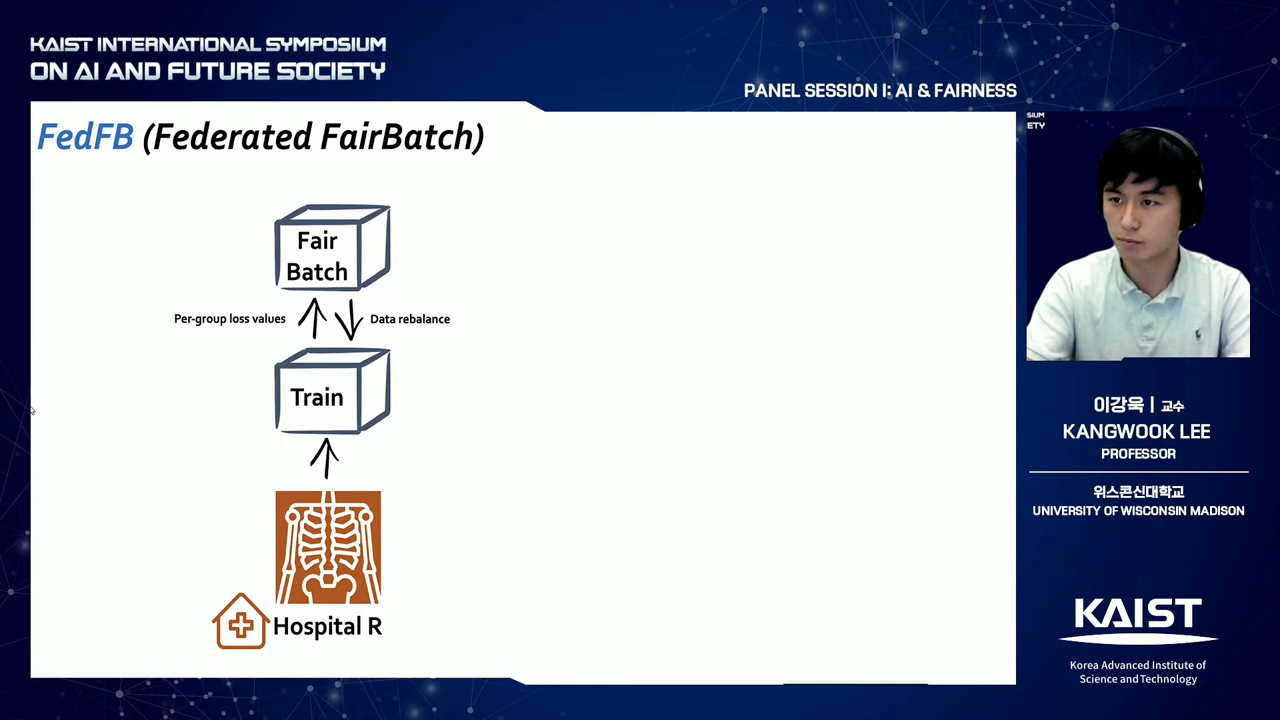 KAIST INTERNATIONAL SYMPOSIUM
ON AI AND FUTURE SOCIETY
PANEL SESSION I: AI & FAIRNESS
FedFB (Federated FairBatch)
SIUM
ETY
Fair
Batch
Per-group loss values
Data rebalance
Train
Hospital R
이강욱 | 교수
KANGWOOK LEE
PROFESSOR
위스콘신대학교
UNIVERSITY OF WISCONSIN MADISON
KAIST
Korea Advanced Institute of
Science and Technology